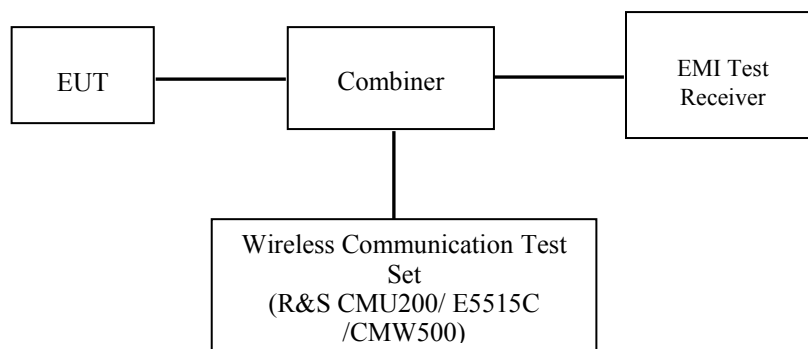 EUT
Combiner
EMI Test
Receiver
Wireless Communication Test
Set
(R&S CMU200/ E5515C
/CMW500)